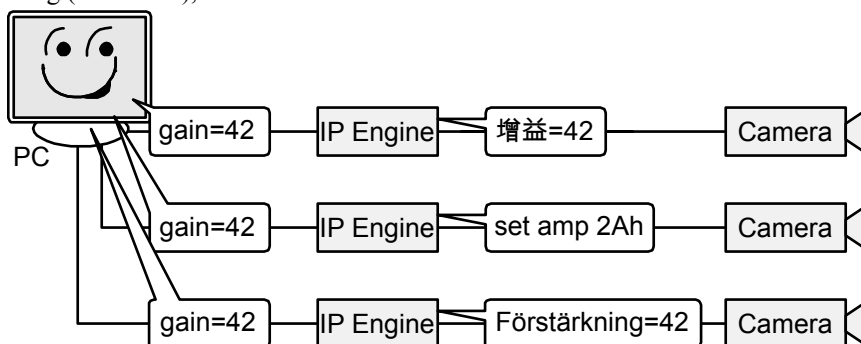 gain=42
IP Engine
增益=42
Camera
PC
gain=42
IP Engine
set amp 2Ah
Camera
gain=42
IP Engine
Förstärkning=42
Camera